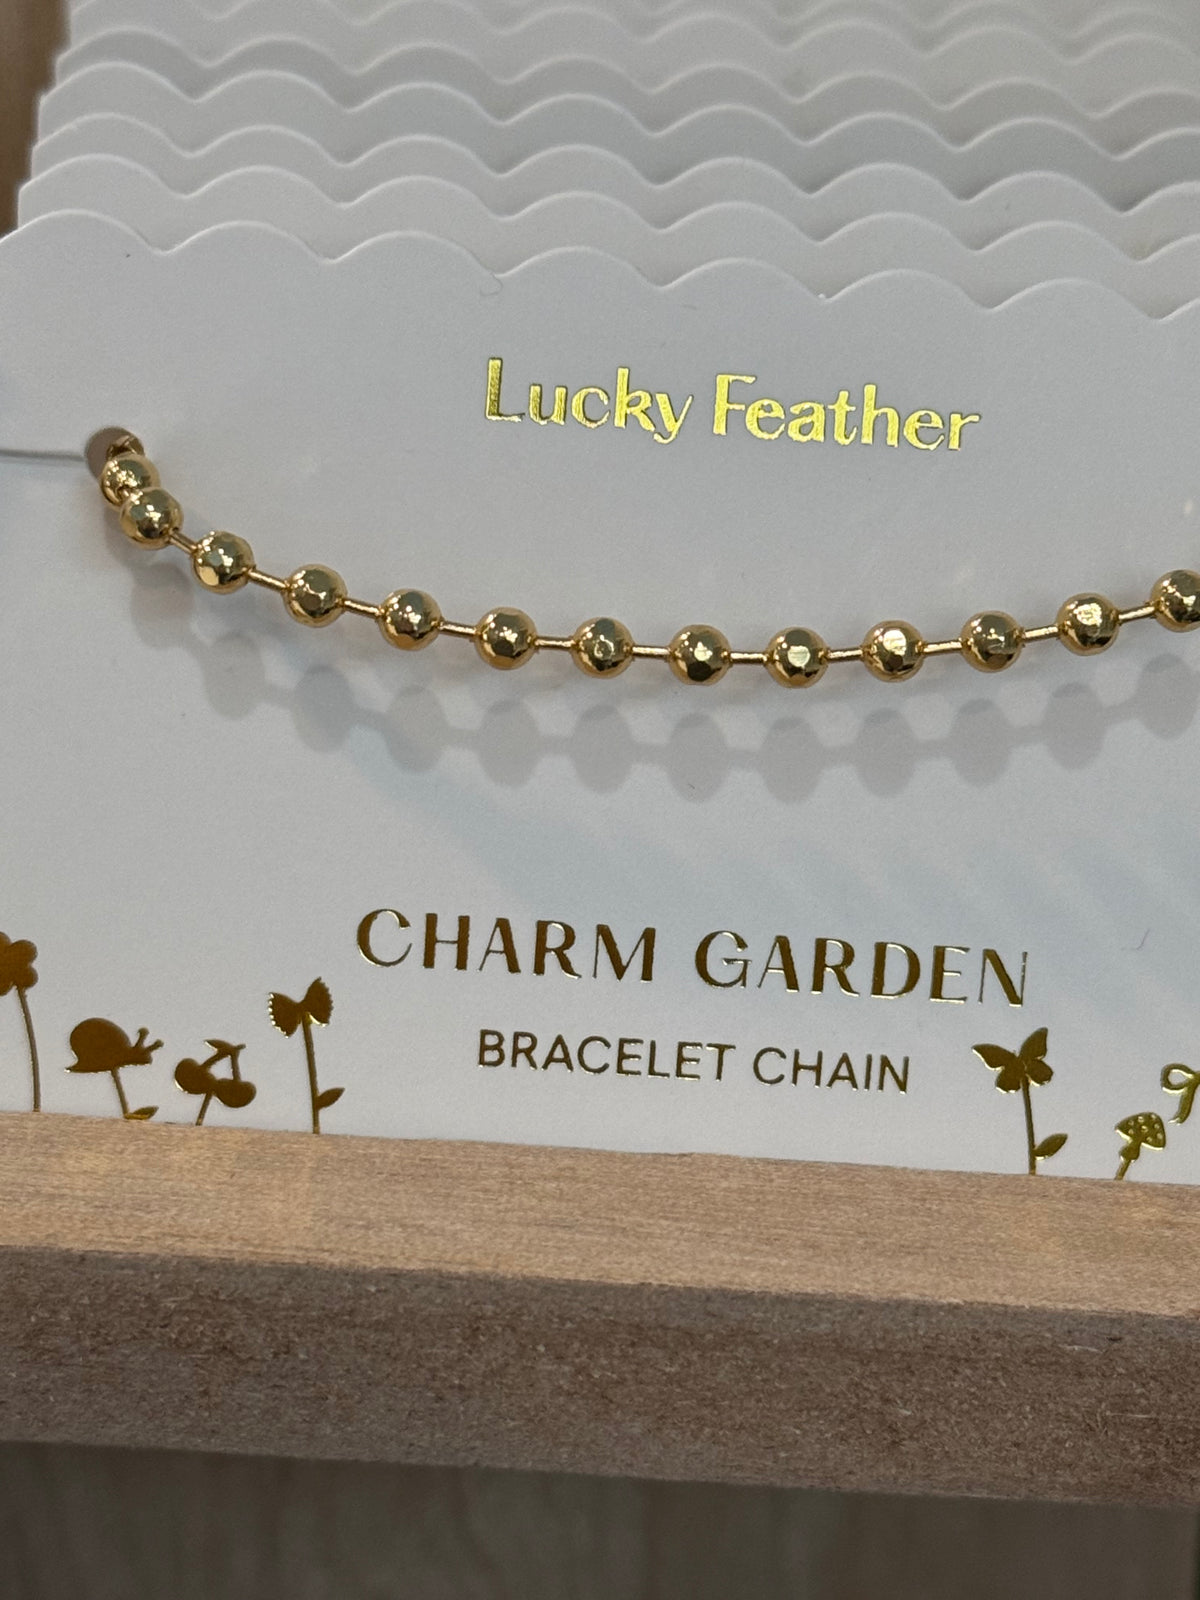 Lucky Feather
CHARM GARDEN
BRACELET CHAIN